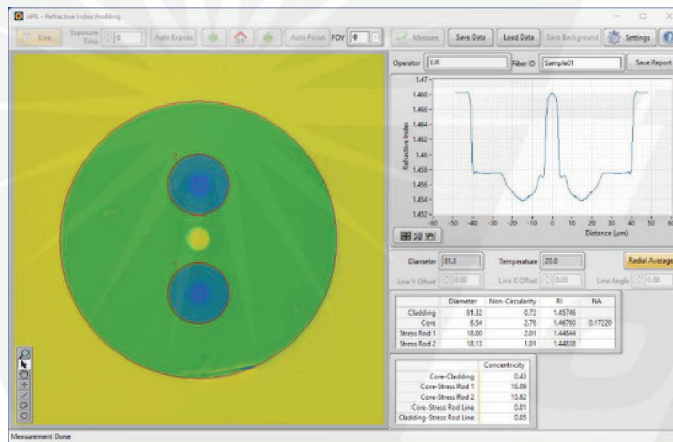 nPA - Refractive Index Profiling
Live
Exposure Time
0
Auto Expose
Auto Focus
FOV
Measure
Save Data
Load Data
Save Background
Settings
Operator
EJR
Fiber ID
Sample01
Save Report
Refractive Index
1.47
1.468
1.466
1.464
1.462
1.46
1.458
1.456
1.454
1.452
-60 -50 -40 -30 -20 -10 0 10 20 30 40 50 60
Distance (µm)
Diameter 81.3 Temperature 20.0 Radial Average
Line Y Offset 0.00 Line X Offset 0.00 Line Angle 0.00
Diameter Non-Circularity RI NA
Cladding 81.32 0.72 1.45746
Core 6.54 2.76 1.46760 0.17220
Stress Rod 1 18.00 2.01 1.44844
Stress Rod 2 18.13 1.01 1.44838
Concentricity
Core-Cladding 0.43
Core-Stress Rod 1 16.09
Core-Stress Rod 2 15.82
Core-Stress Rod Line 0.01
Cladding-Stress Rod Line 0.05
Measurement Done